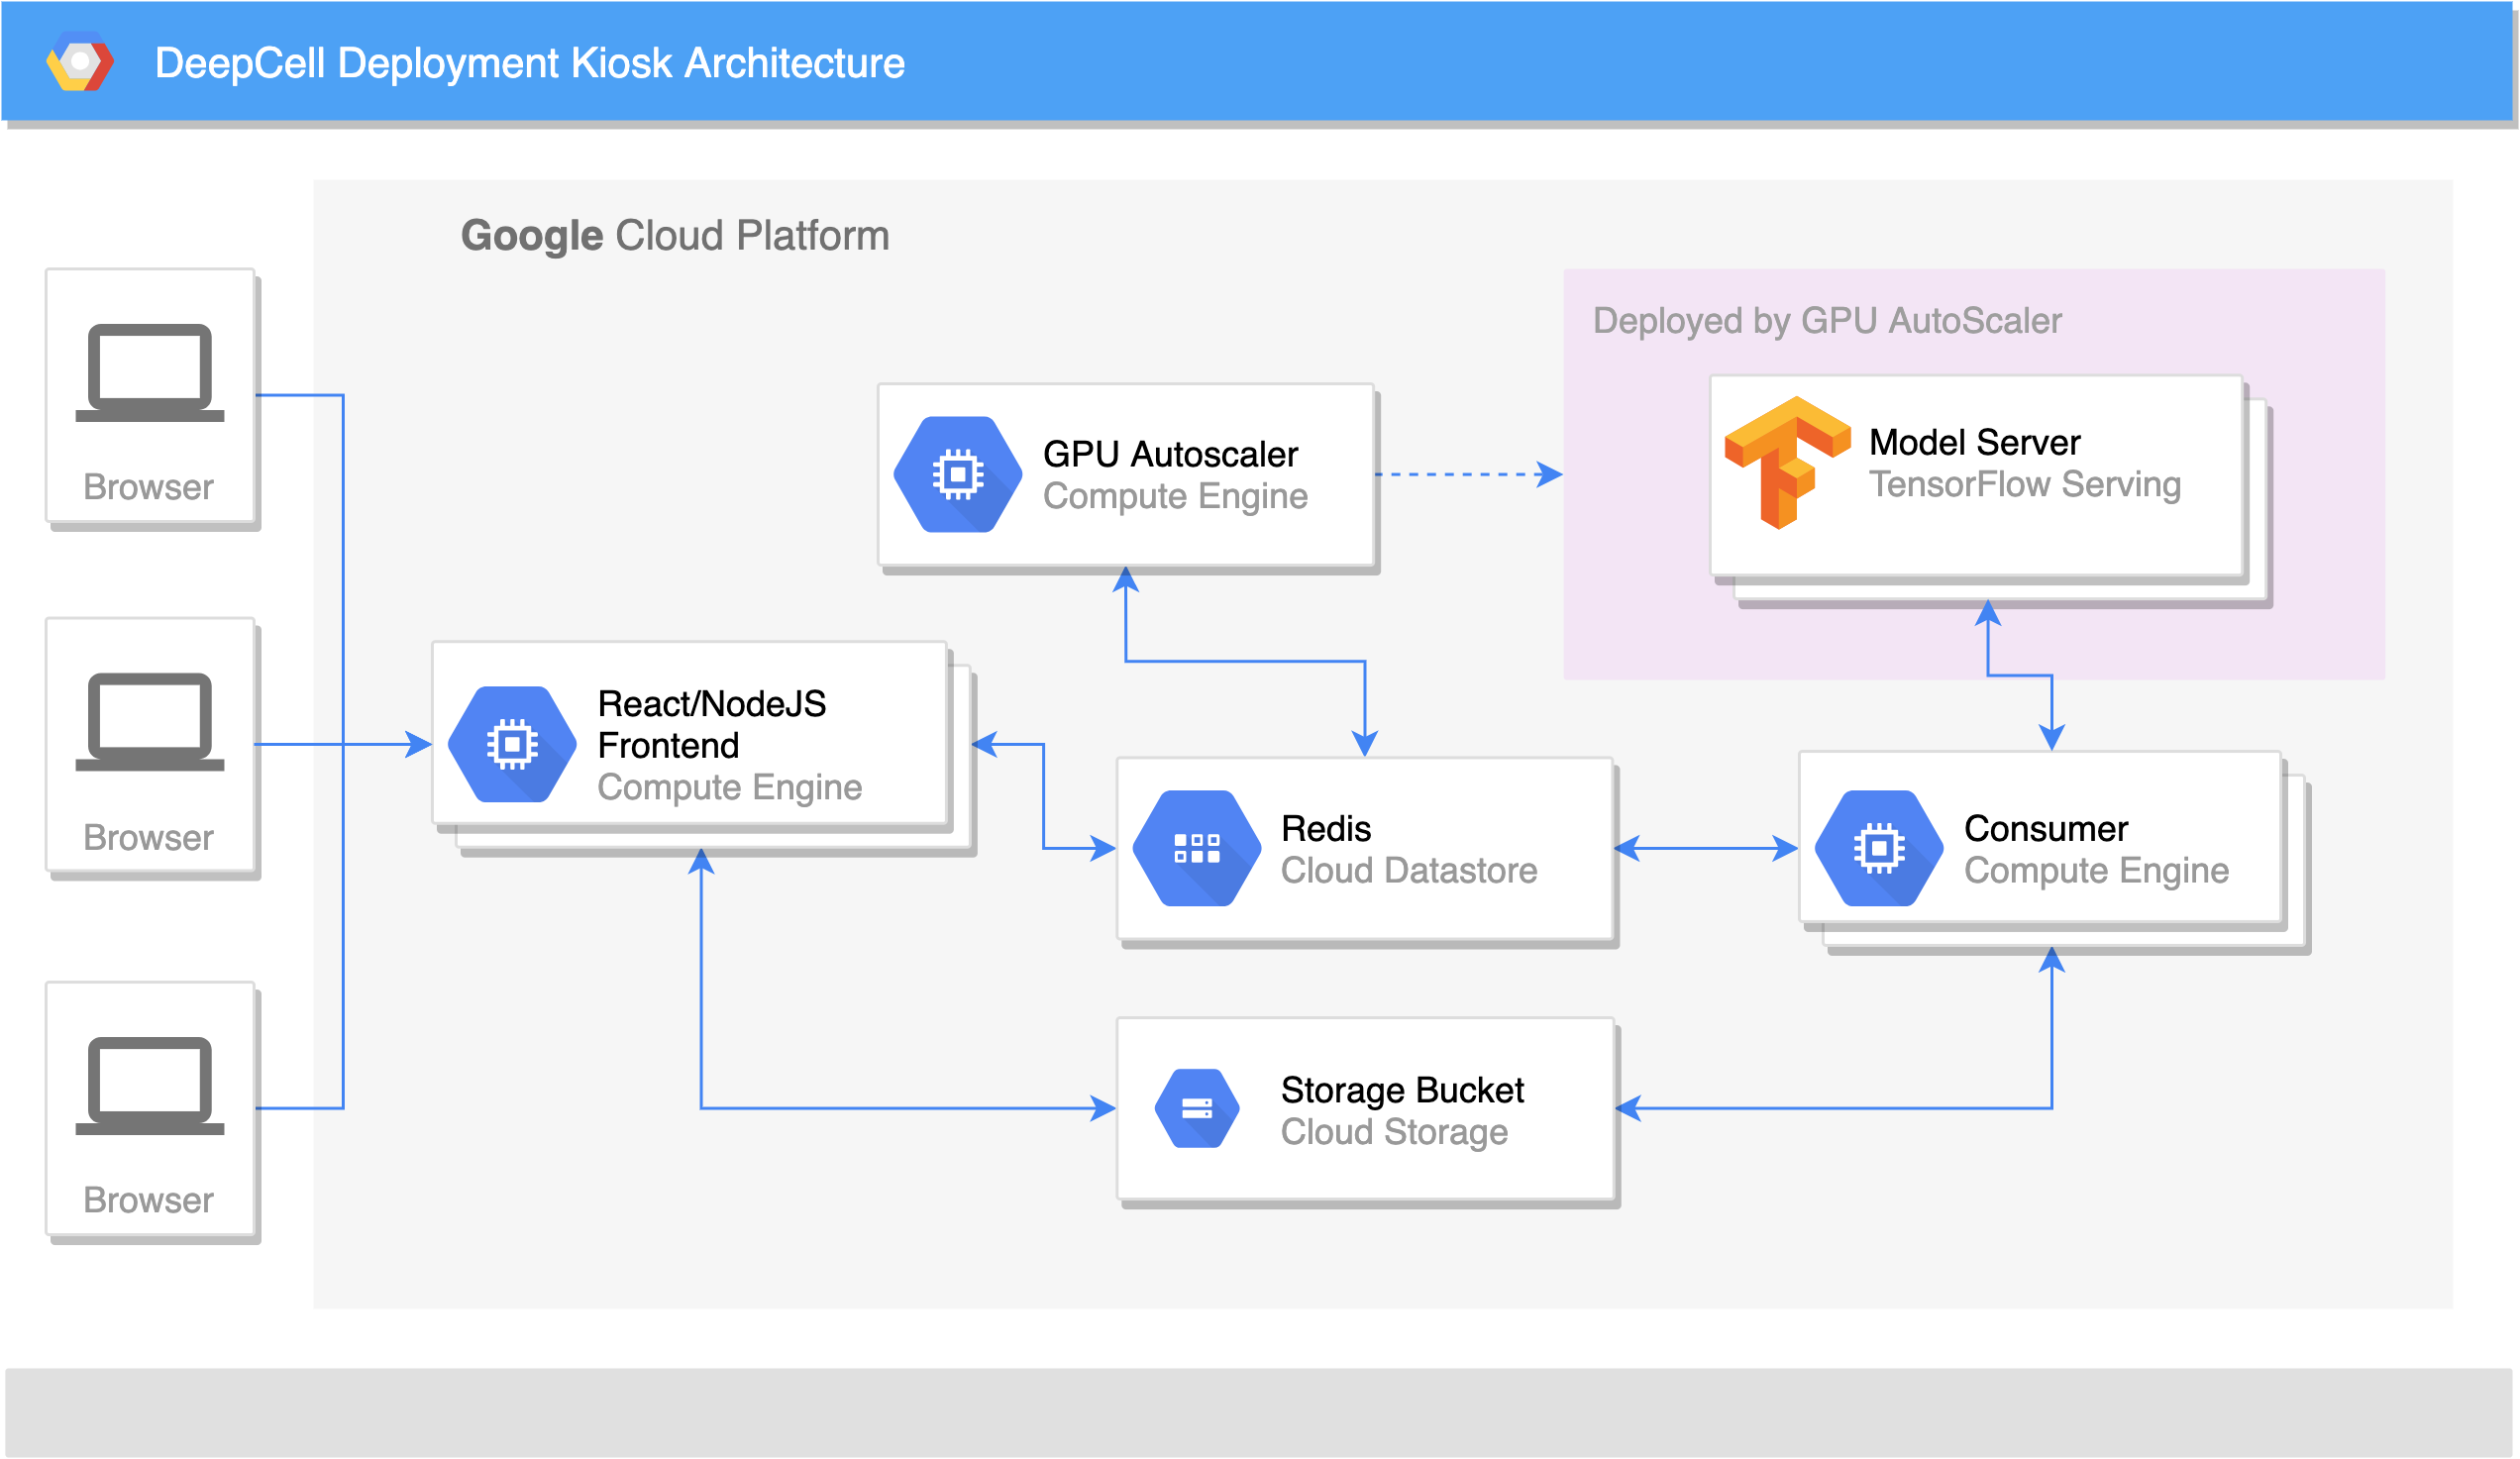 DeepCell Deployment Kiosk Architecture
Google Cloud Platform
Browser
Browser
Browser
React/NodeJS
Frontend
Compute Engine
GPU Autoscaler
Compute Engine
Deployed by GPU AutoScaler
Model Server
TensorFlow Serving
Redis
Cloud Datastore
Consumer
Compute Engine
Storage Bucket
Cloud Storage